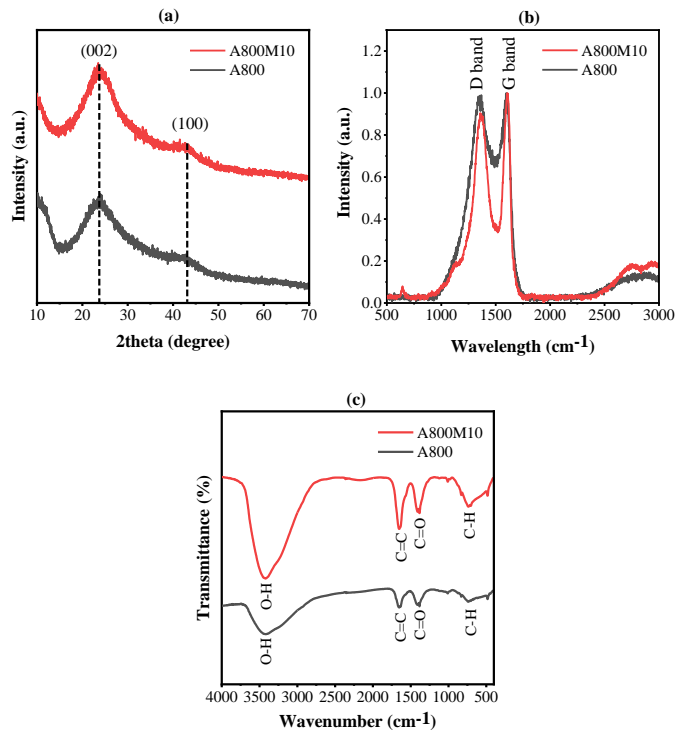 (a)
(002)
(100)
A800M10
A800
Intensity (a.u.)
10 20 30 40 50 60 70
2theta (degree)
(b)
D band
G band
A800M10
A800
Intensity (a.u.)
1.2
1.0
0.8
0.6
0.4
0.2
0.0
500 1000 1500 2000 2500 3000
Wavelength (cm-1)
(c)
A800M10
A800
Transmittance (%)
O-H
C=C
C=O
C-H
O-H
C=C
C=O
C-H
4000 3500 3000 2500 2000 1500 1000 500
Wavenumber (cm-1)